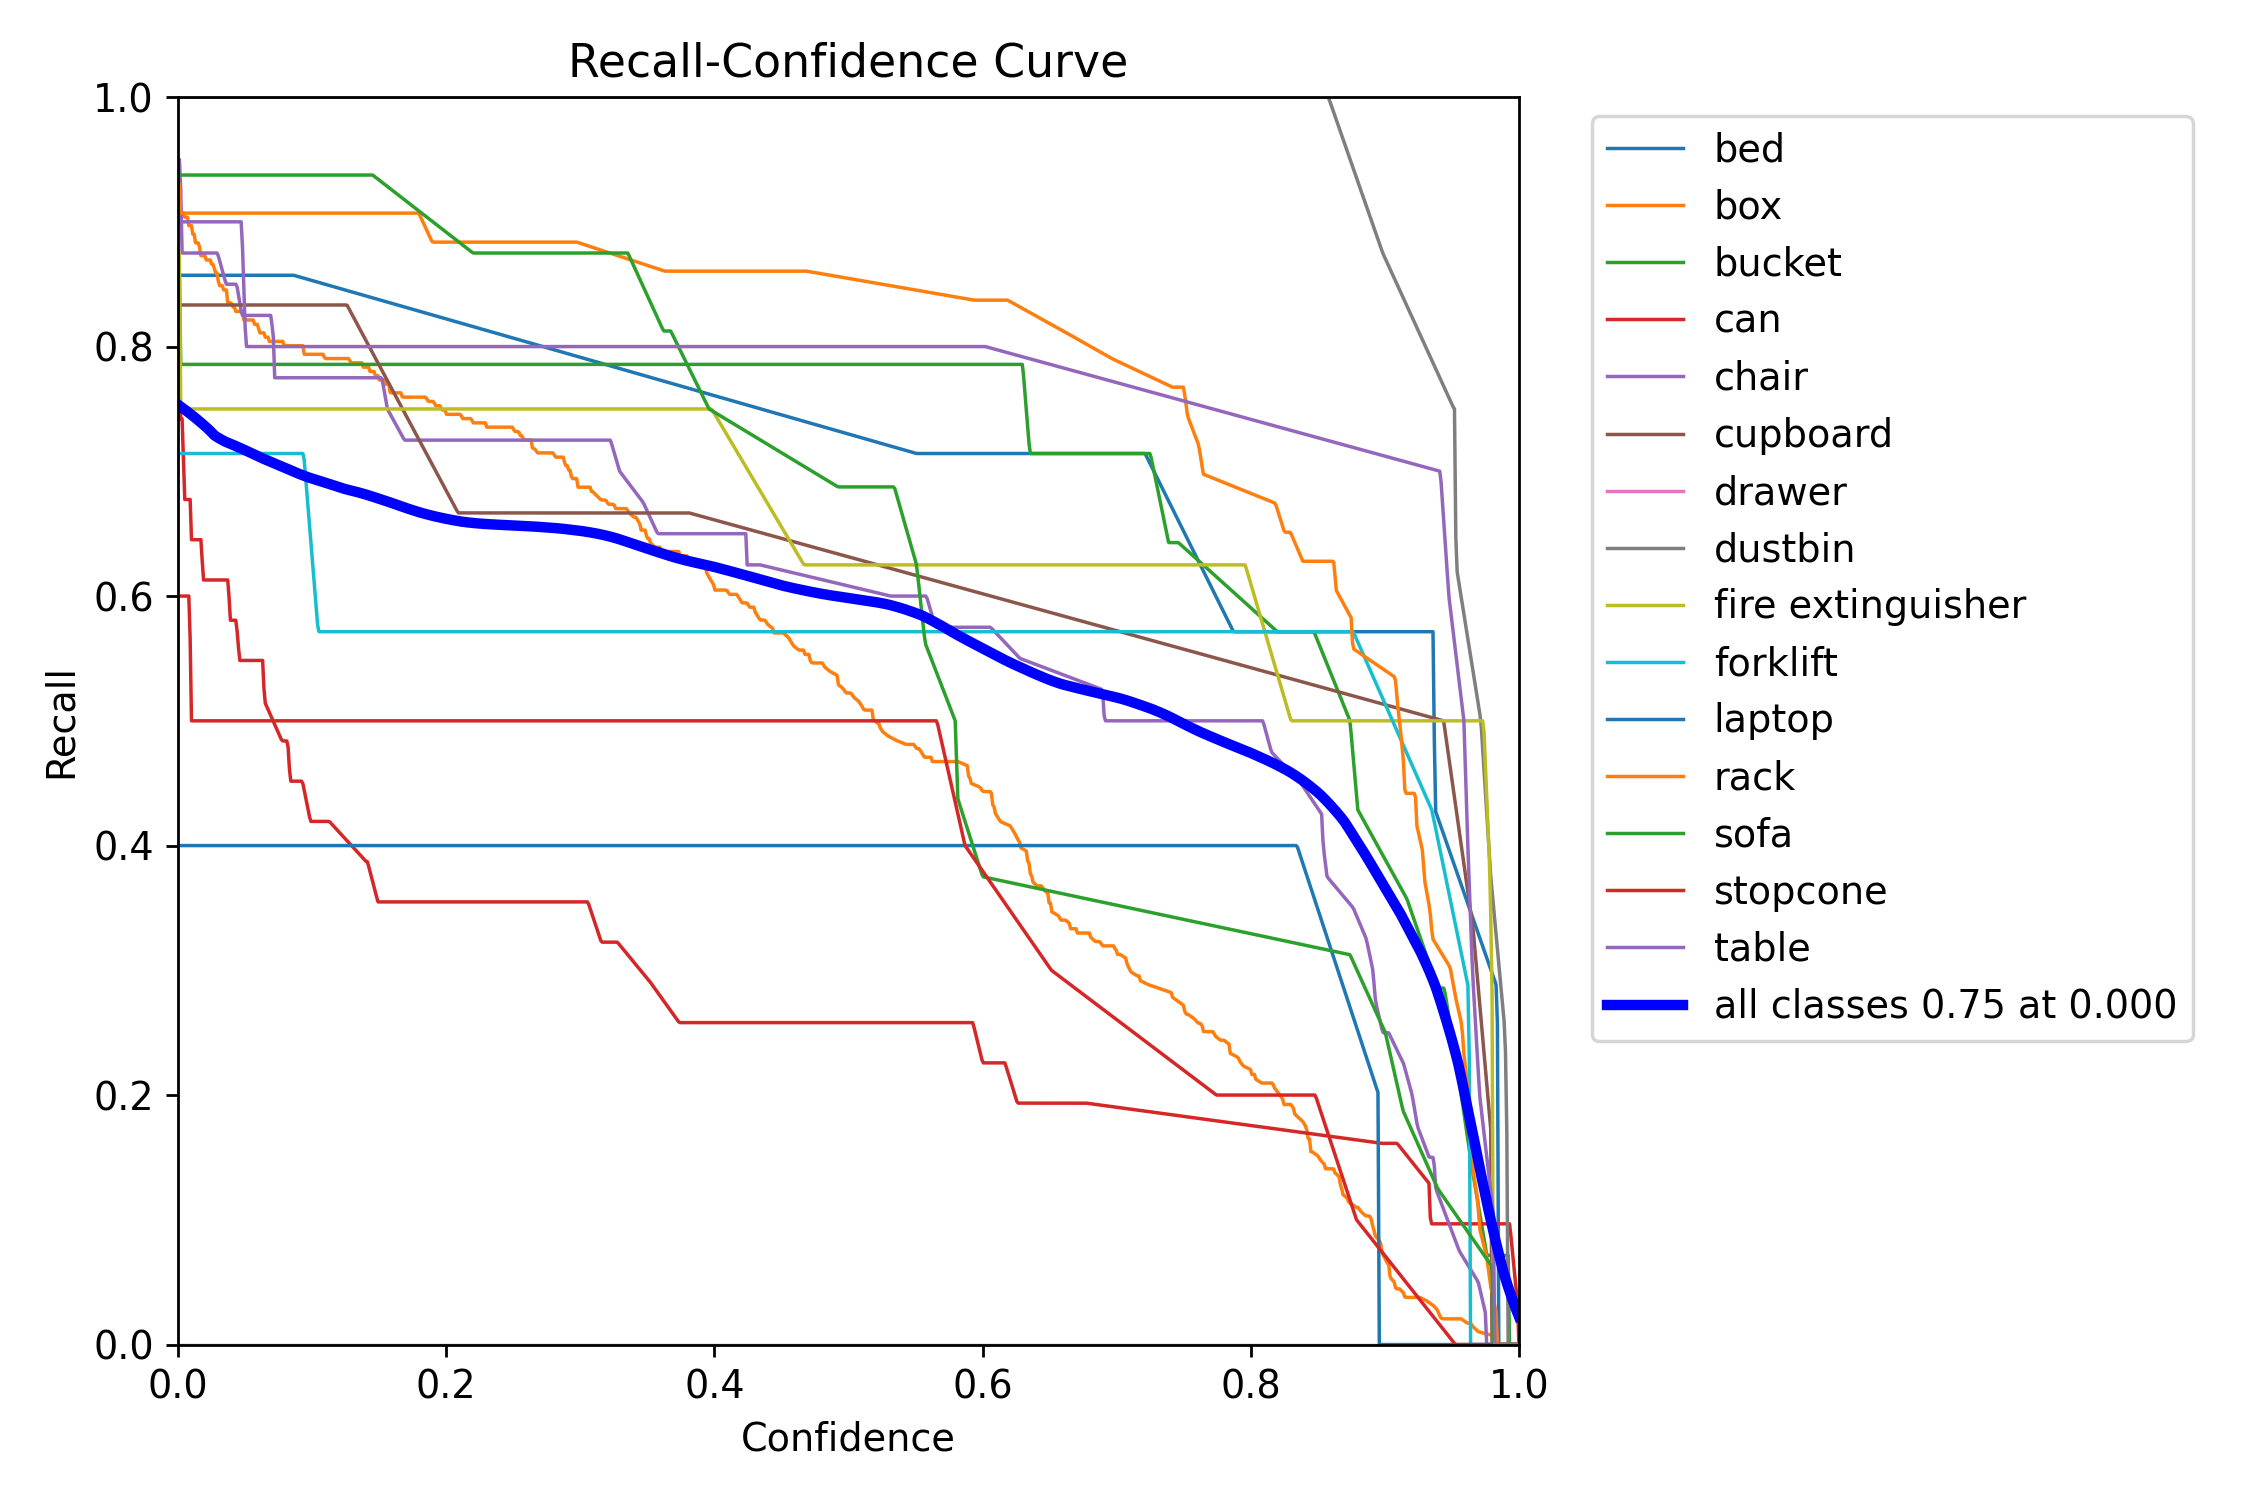 Recall-Confidence Curve
1.0
0.8
0.6
0.4
0.2
0.0
Recall
0.0 0.2 0.4 0.6 0.8 1.0
Confidence
bed
box
bucket
can
chair
cupboard
drawer
dustbin
fire extinguisher
forklift
laptop
rack
sofa
stopcone
table
all classes 0.75 at 0.000